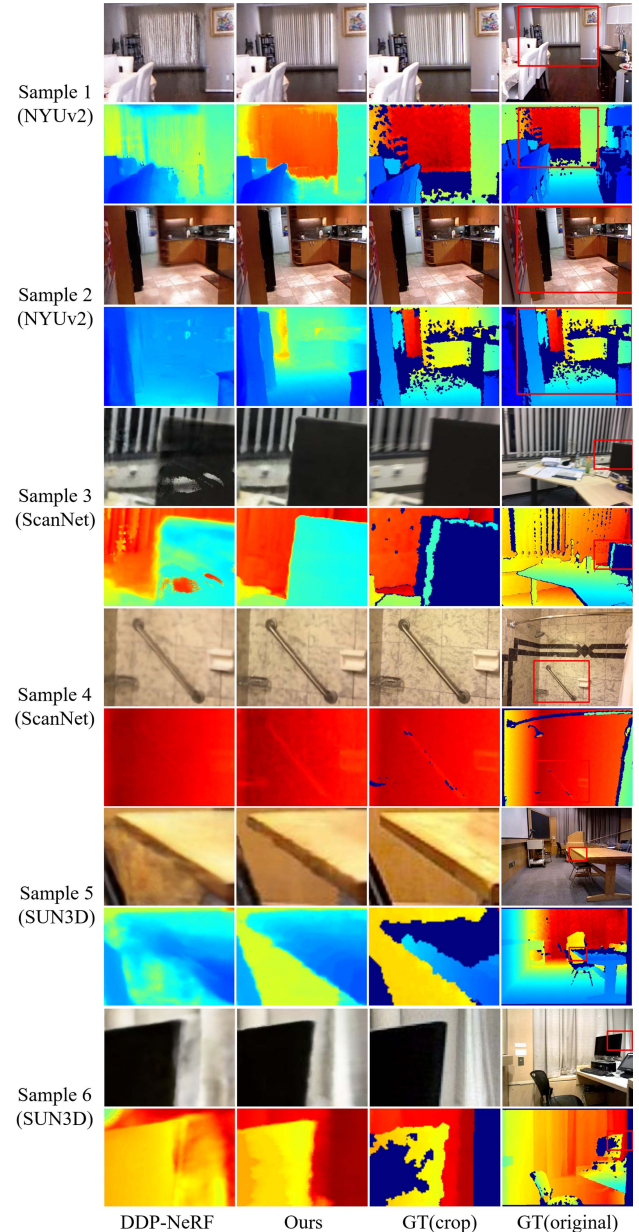 Sample 1
(NYUv2)
Sample 2
(NYUv2)
Sample 3
(ScanNet)
Sample 4
(ScanNet)
Sample 5
(SUN3D)
Sample 6
(SUN3D)
DDP-NeRF Ours GT(crop) GT(original)